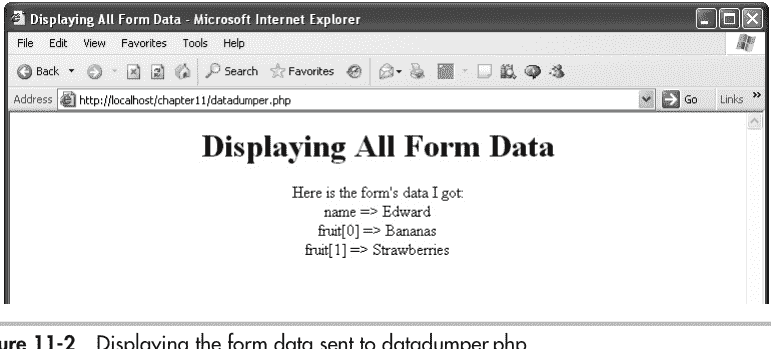 Displaying All Form Data - Microsoft Internet Explorer
File Edit View Favorites Tools Help
Back Search Favorites
Address http://localhost/chapter11/datadumper.php Go Links »
Displaying All Form Data
Here is the form's data I got:
name => Edward
fruit[0] => Bananas
fruit[1] => Strawberries
ure 11-2 Displaying the form data sent to datadumper.php